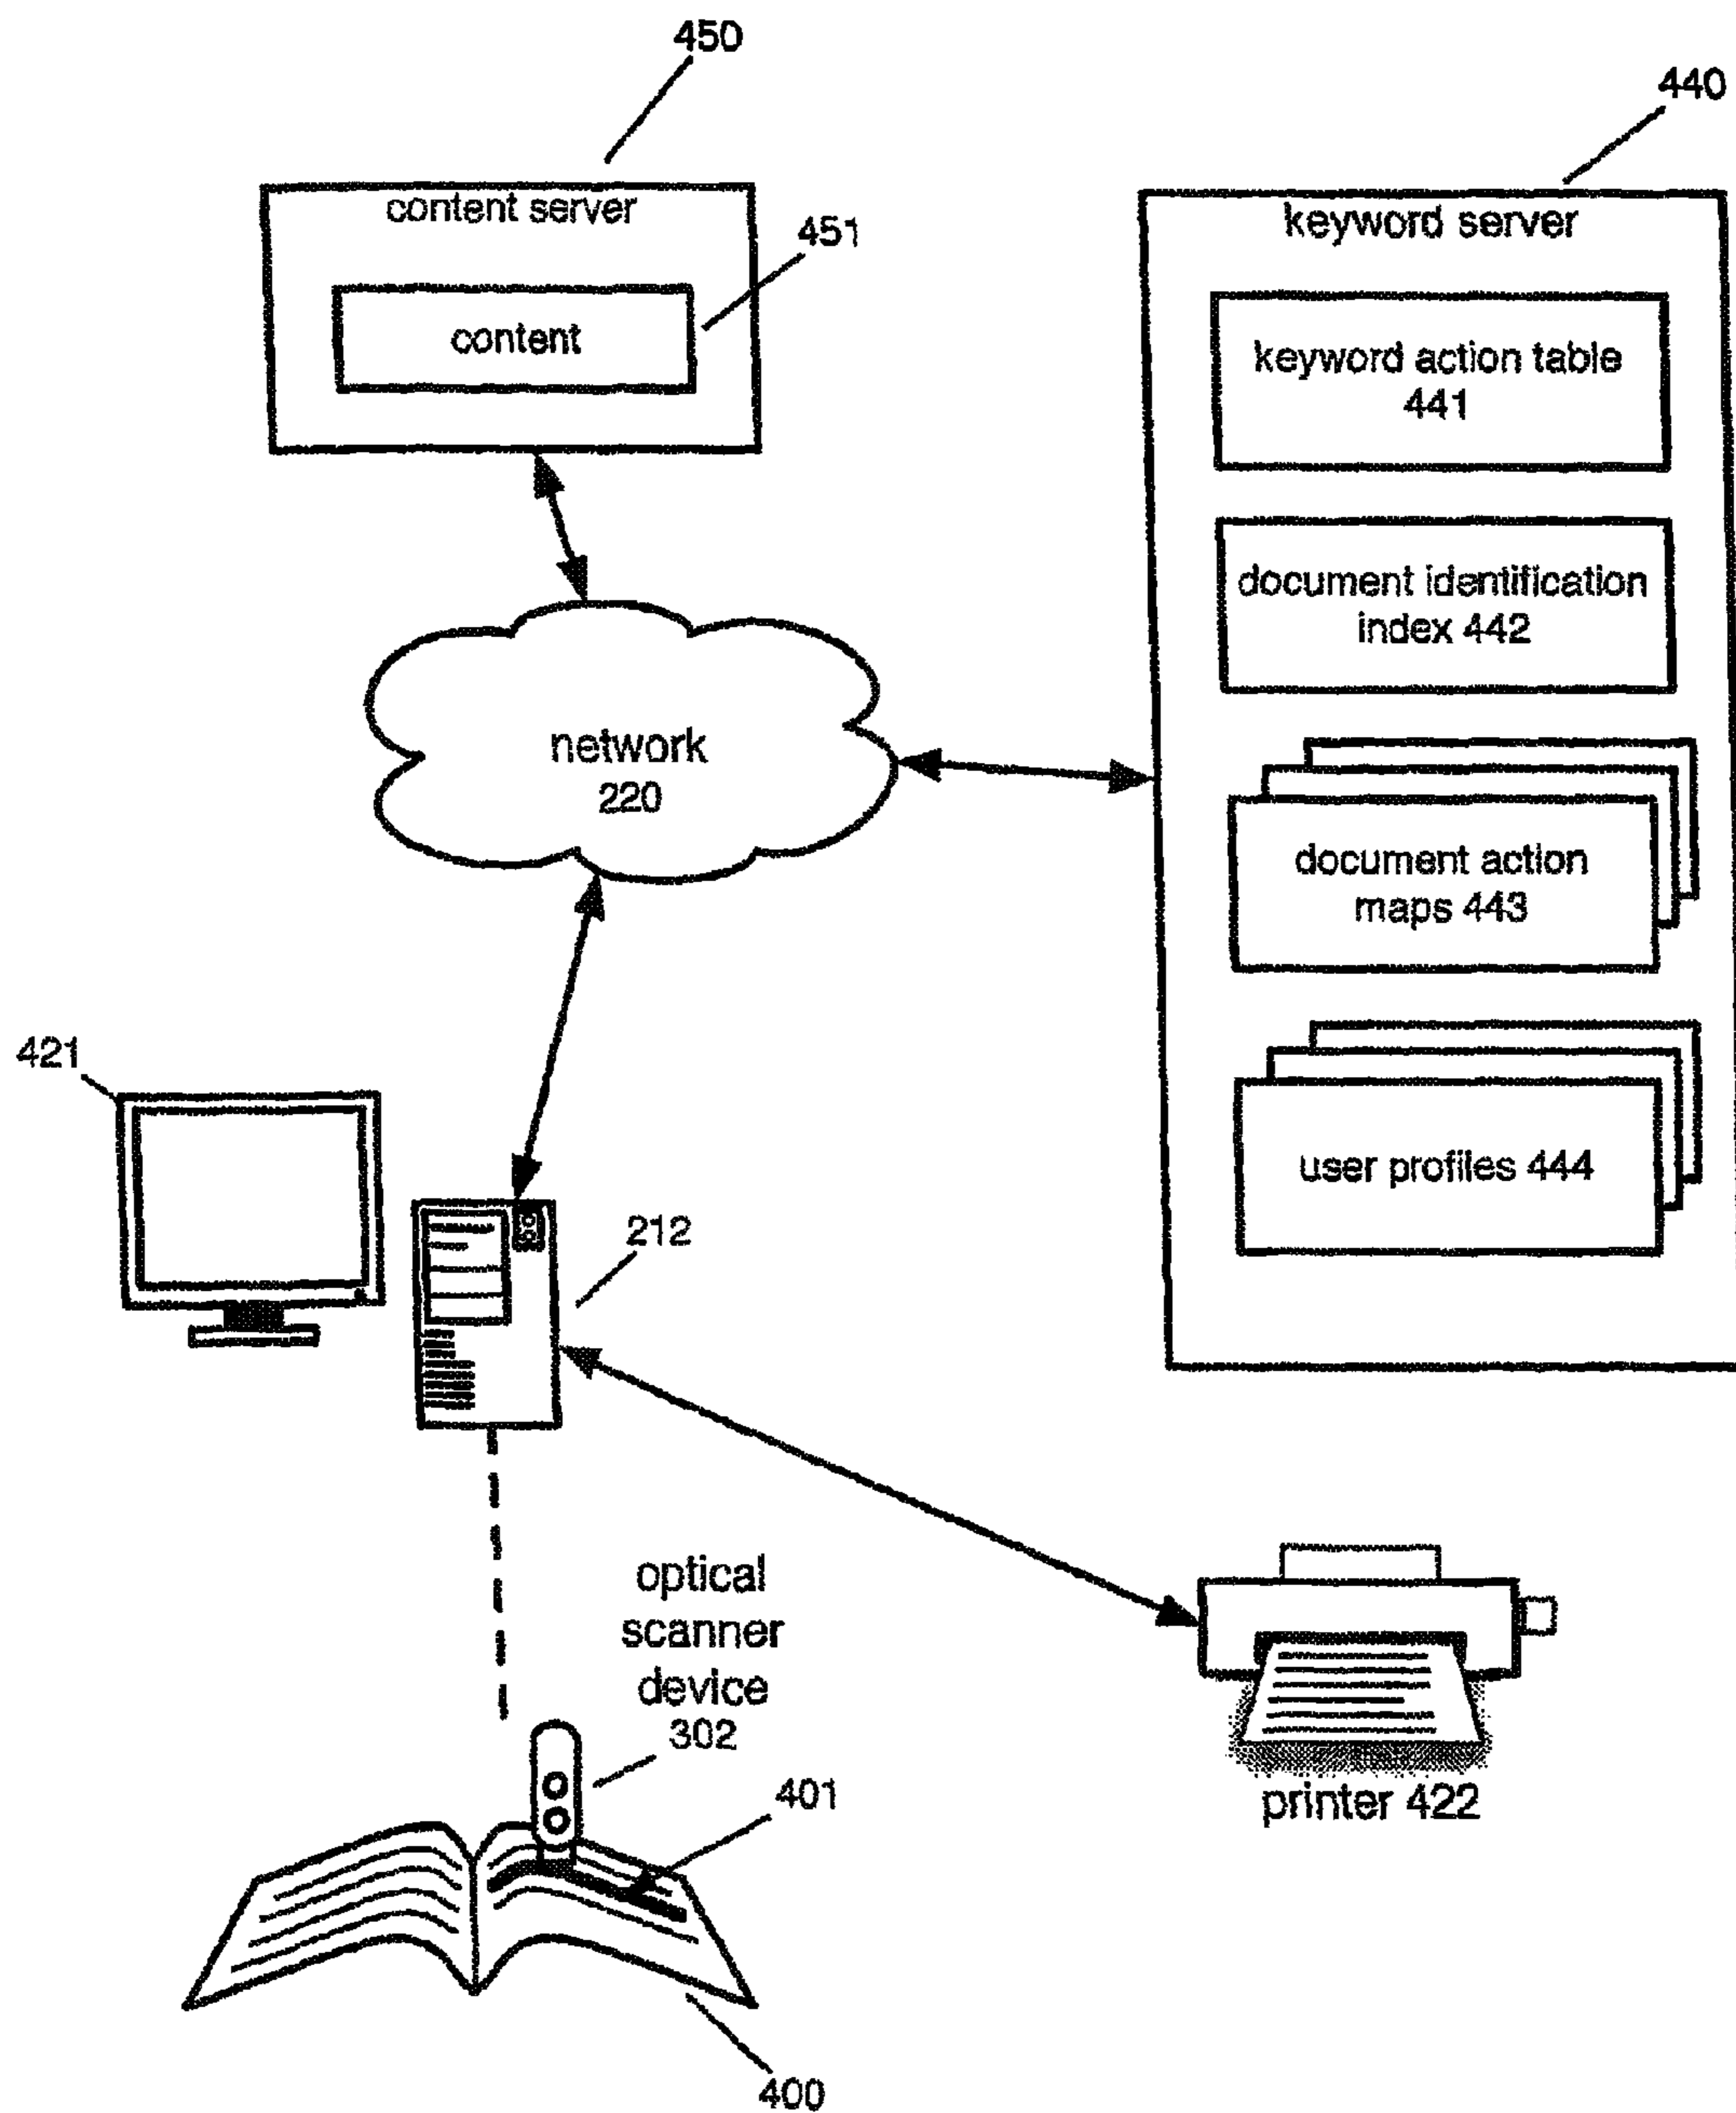 450
440
content server
451
content
keyword server
keyword action table
441
document identification
index 442
network
220
document action
maps 443
421
user profiles 444
212
optical
scanner
device
302
401
printer 422
400